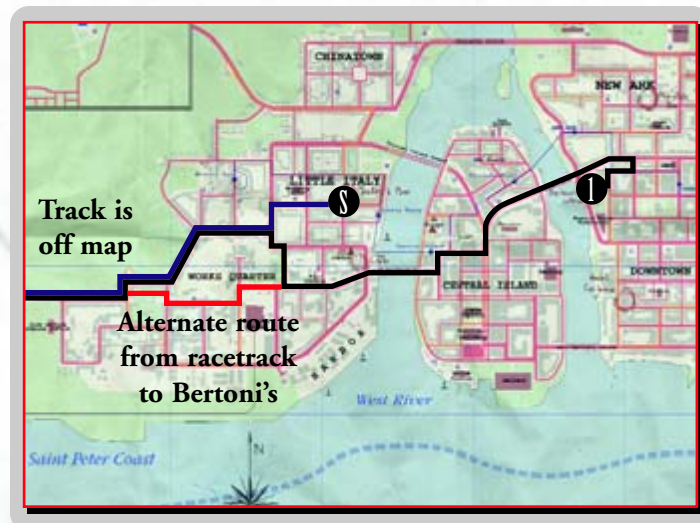 CHINATOWN
NEW ARK
LITTLE ITALY
S
1
Track is
off map
WORKS QUARTER
CENTRAL ISLAND
DOWNTOWN
Alternate route
from racetrack
to Bertoni's
HARBOR
West River
N
Saint Peter Coast